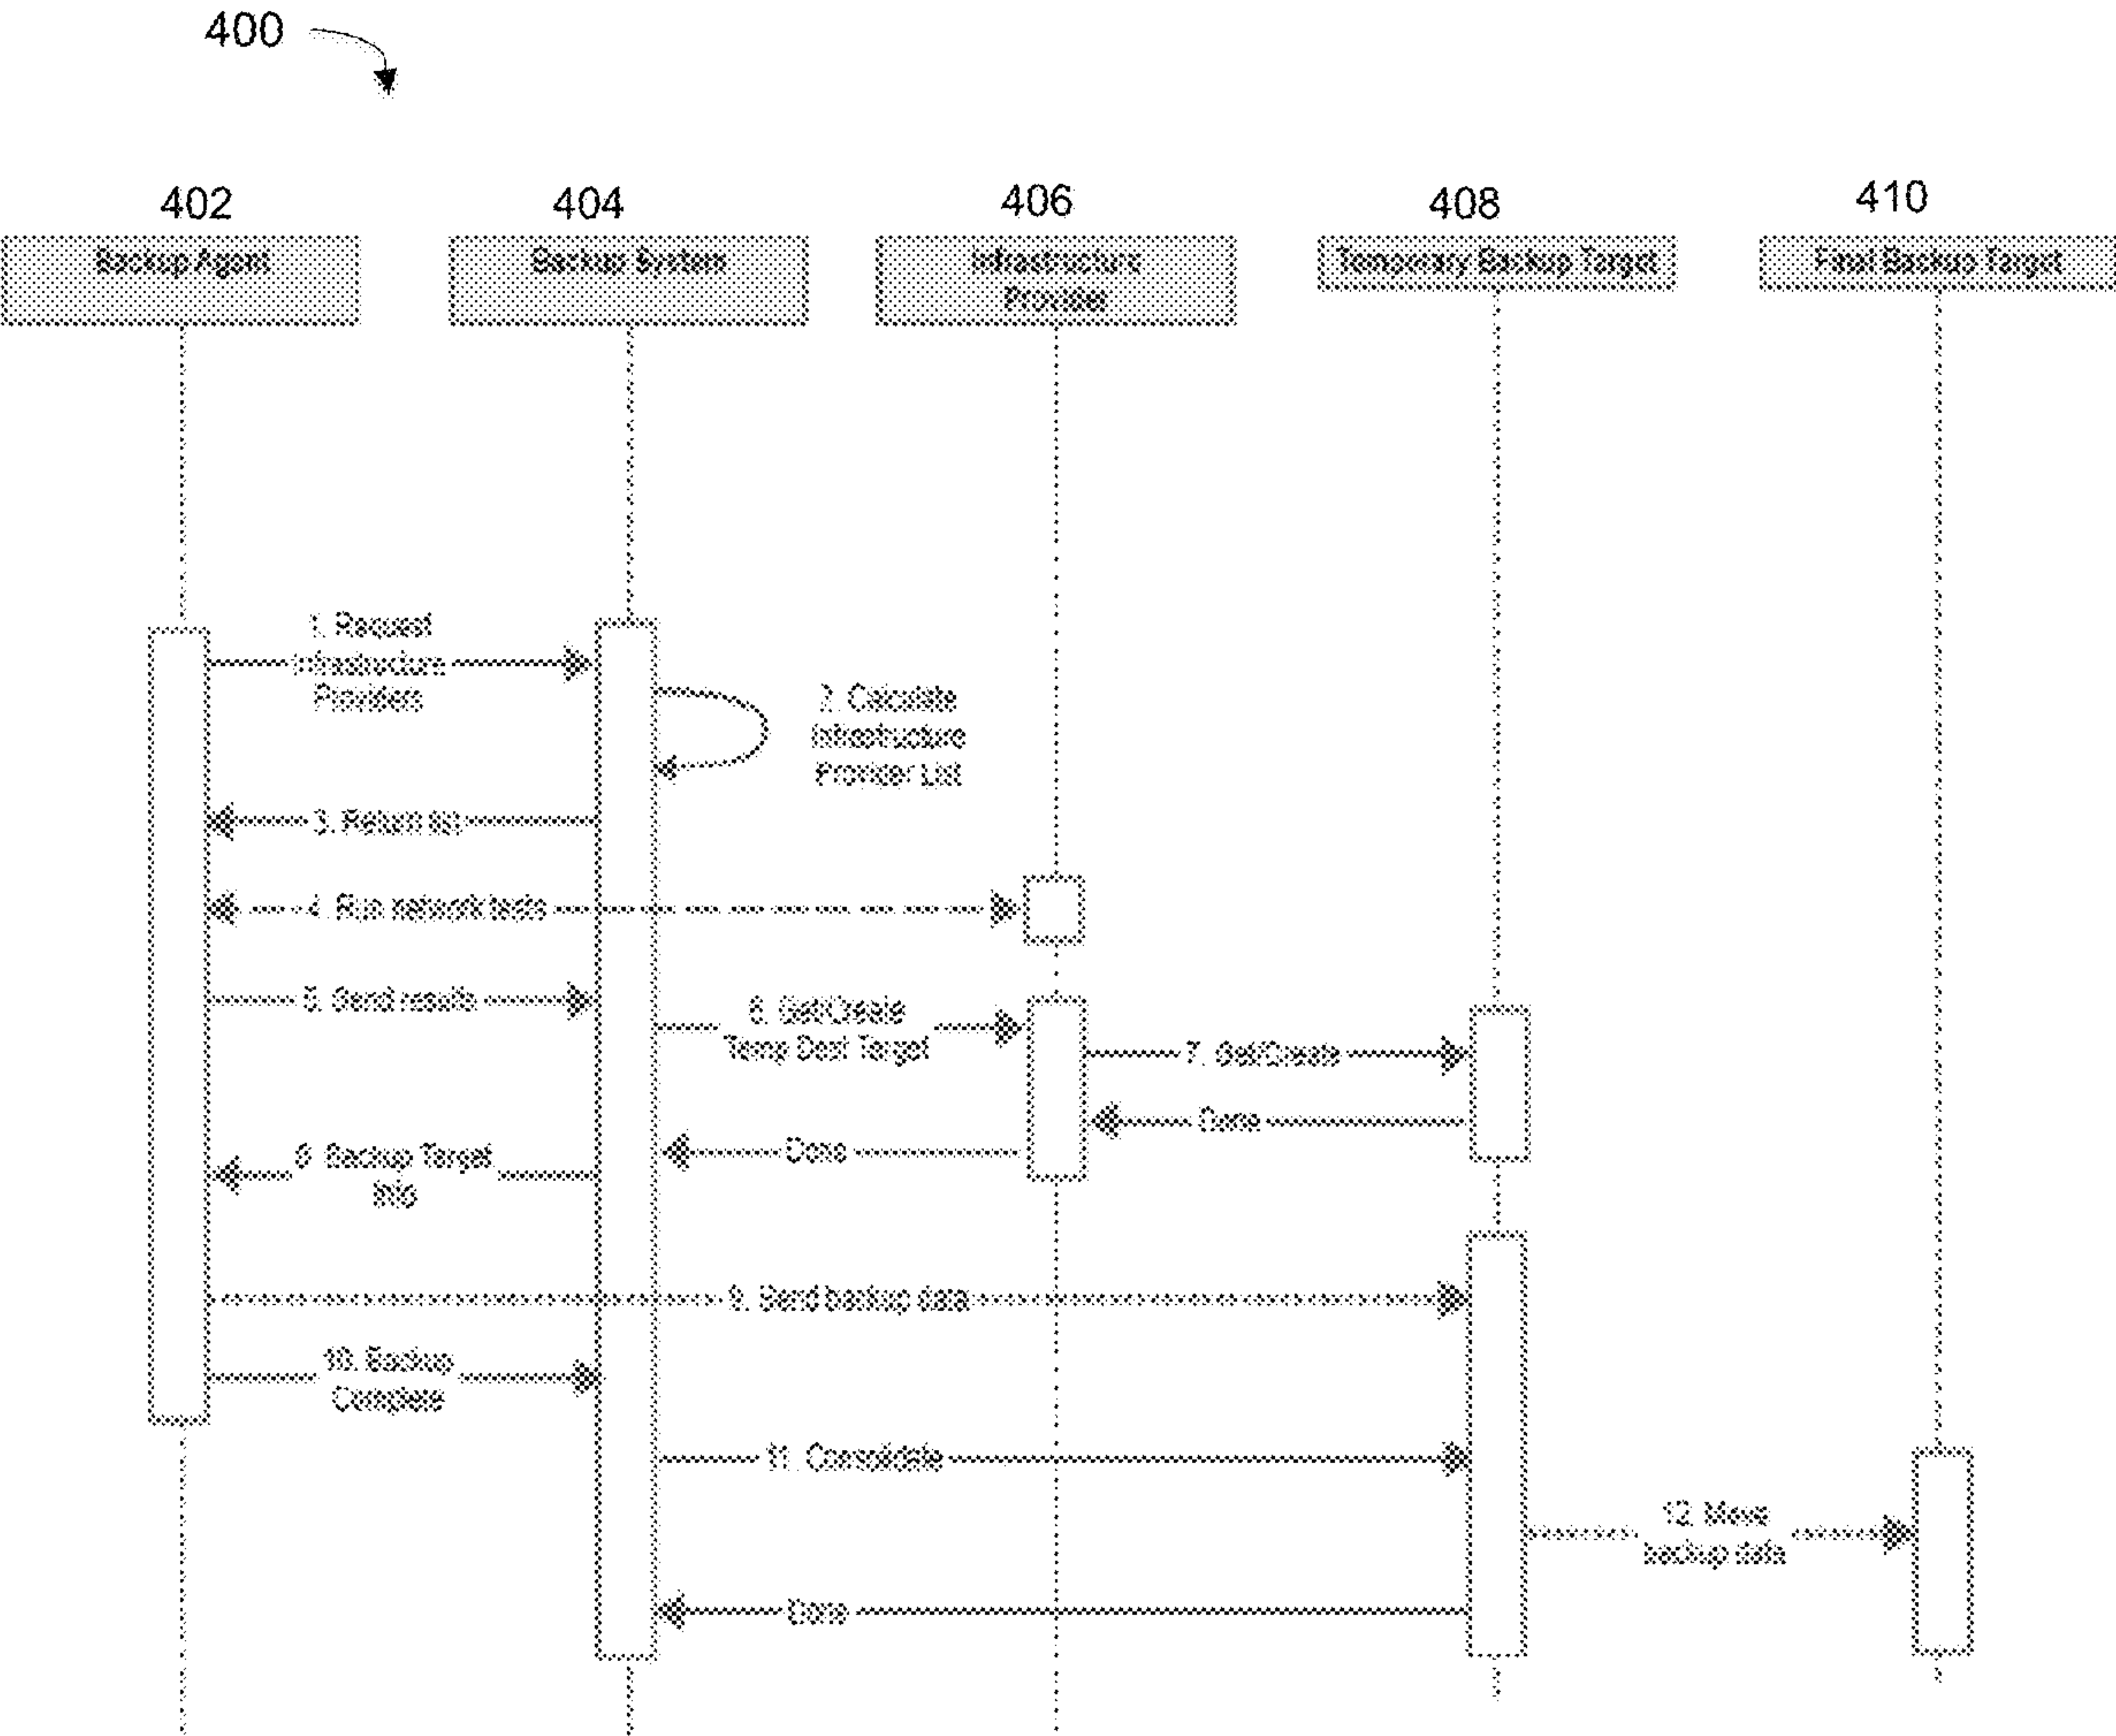 400
402
404
406
408
410
Backup Agent
Backup System
Infrastructure
Provider
Temporary Backup Target
Final Backup Target
1. Request
Infrastructure
Providers
2. Calculate
Infrastructure
Provider List
3. Return list
4. Run network tests
5. Send results
6. Get/Create
Temp Dest Target
7. Get/Create
Done
Done
Backup Target
Info
9. Send backup data
10. Backup
Complete
11. Consolidate
12. Move
backup data
Done